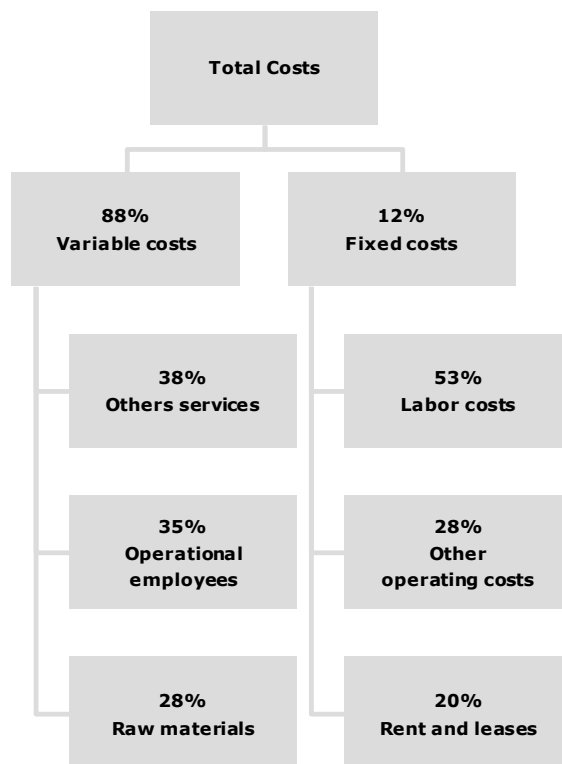 Total Costs
88%
Variable costs
12%
Fixed costs
38%
Others services
53%
Labor costs
35%
Operational
employees
28%
Other
operating costs
28%
Raw materials
20%
Rent and leases